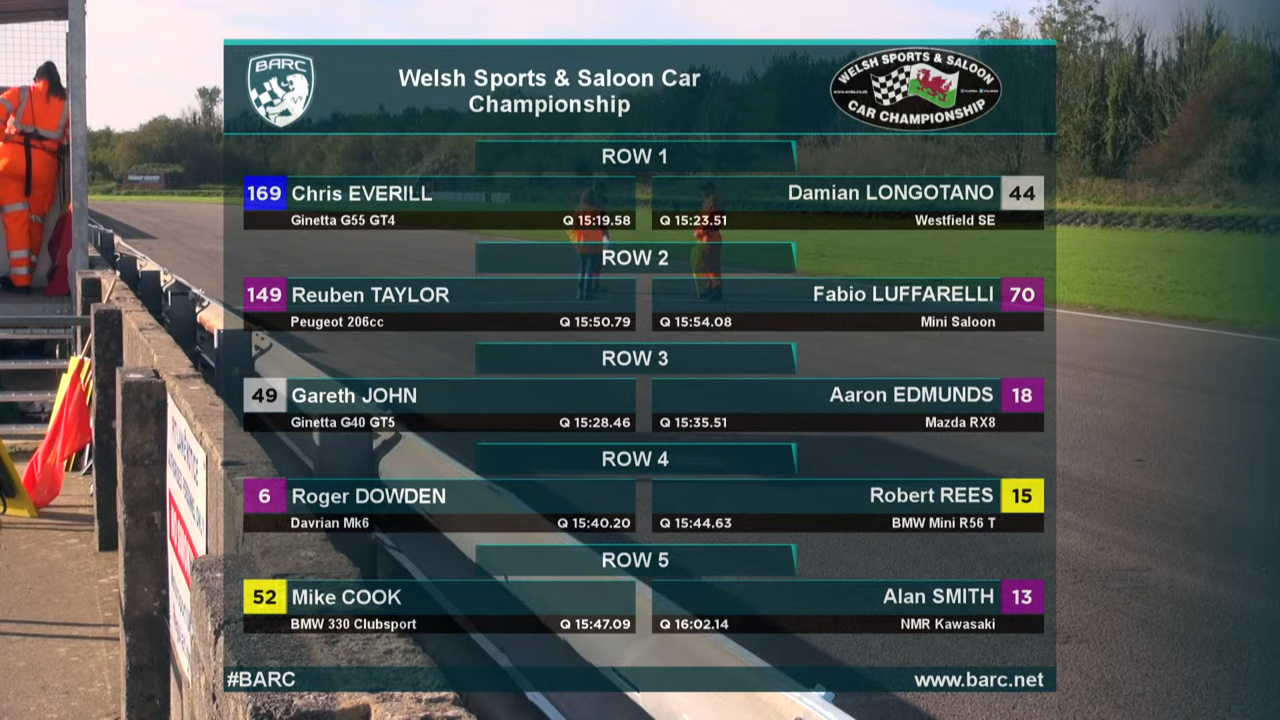 BARC
Welsh Sports & Saloon Car
Championship
WELSH SPORTS & SALOON
CAR CHAMPIONSHIP
ROW 1
169 Chris EVERILL
Ginetta G55 GT4 Q 15:19.58
Damian LONGOTANO 44
Q 15:23.51 Westfield SE
ROW 2
149 Reuben TAYLOR
Peugeot 206cc Q 15:50.79
Fabio LUFFARELLI 70
Q 15:54.08 Mini Saloon
ROW 3
49 Gareth JOHN
Ginetta G40 GT5 Q 15:28.46
Aaron EDMUNDS 18
Q 15:35.51 Mazda RX8
ROW 4
6 Roger DOWDEN
Davrian Mk6 Q 15:40.20
Robert REES 15
Q 15:44.63 BMW Mini R56 T
ROW 5
52 Mike COOK
BMW 330 Clubsport Q 15:47.09
Alan SMITH 13
Q 16:02.14 NMR Kawasaki
#BARC
www.barc.net